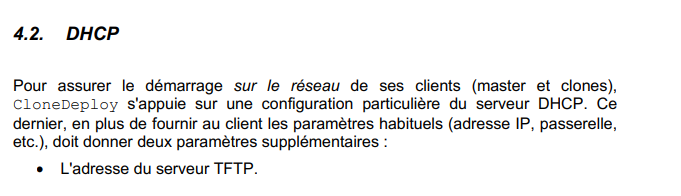 4.2. DHCP
Pour assurer le démarrage sur le réseau de ses clients (master et clones),
CloneDeploy s'appuie sur une configuration particulière du serveur DHCP. Ce
dernier, en plus de fournir au client les paramètres habituels (adresse IP, passerelle,
etc.), doit donner deux paramètres supplémentaires :
• L'adresse du serveur TFTP.